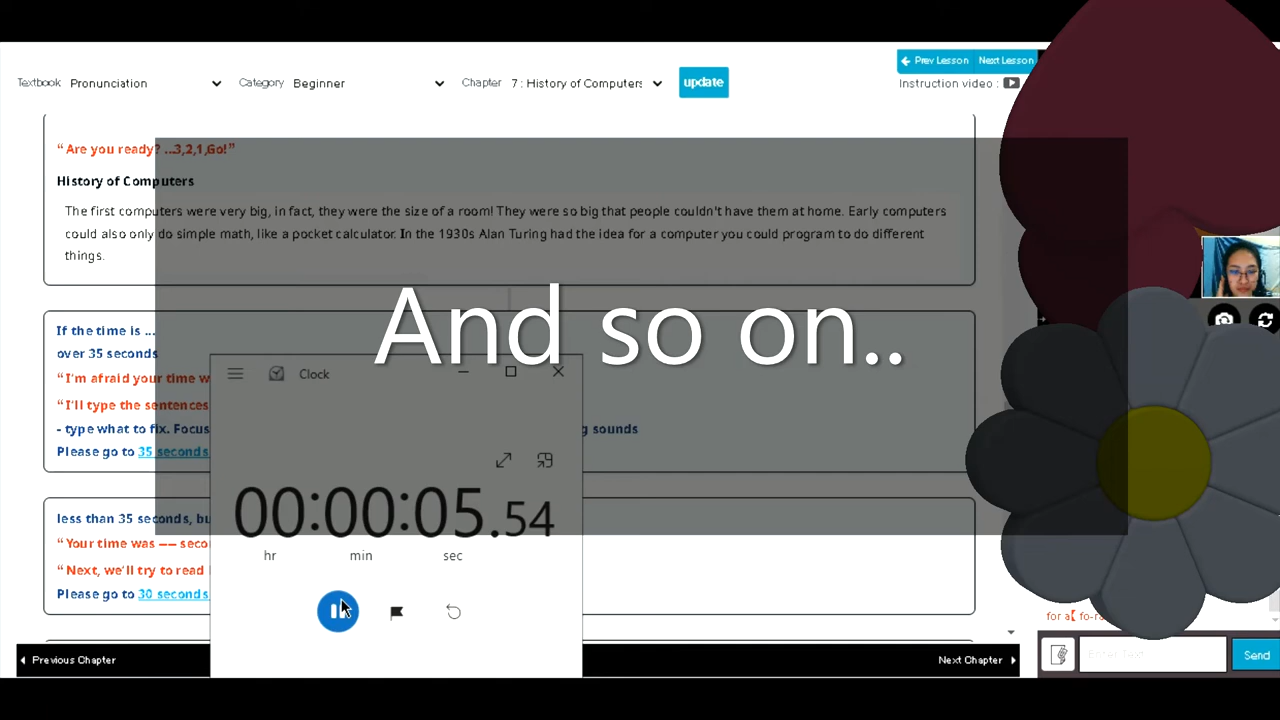 Prev Lesson Next Lesson
Textbook Pronunciation Category Beginner Chapter 7 : History of Computers update Instruction video :
“Are you ready? ...3,2,1,Go!”
History of Computers
The first computers were very big, in fact, they were the size of a room! They were so big that people couldn't have them at home. Early computers
could also only do simple math, like a pocket calculator. In the 1930s Alan Turing had the idea for a computer you could program to do different
things.
And so on..
If the time is ...
over 35 seconds
“I'm afraid your time
“I'll type the sentences
- type what to fix. Focus
sounds
Please go to 35 seconds
Clock
00:00:05.54
hr min sec
less than 35 seconds,
“Your time was ––
“Next, we'll try to read
Please go to 30 seconds
Previous Chapter
Next Chapter
for a
Enter Text
Send